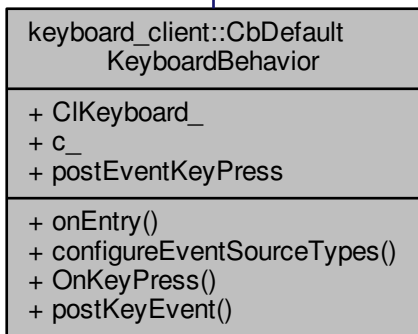 keyboard_client::CbDefault
KeyboardBehavior
+ ClKeyboard_
+ c_
+ postEventKeyPress
+ onEntry()
+ configureEventSourceTypes()
+ OnKeyPress()
+ postKeyEvent()